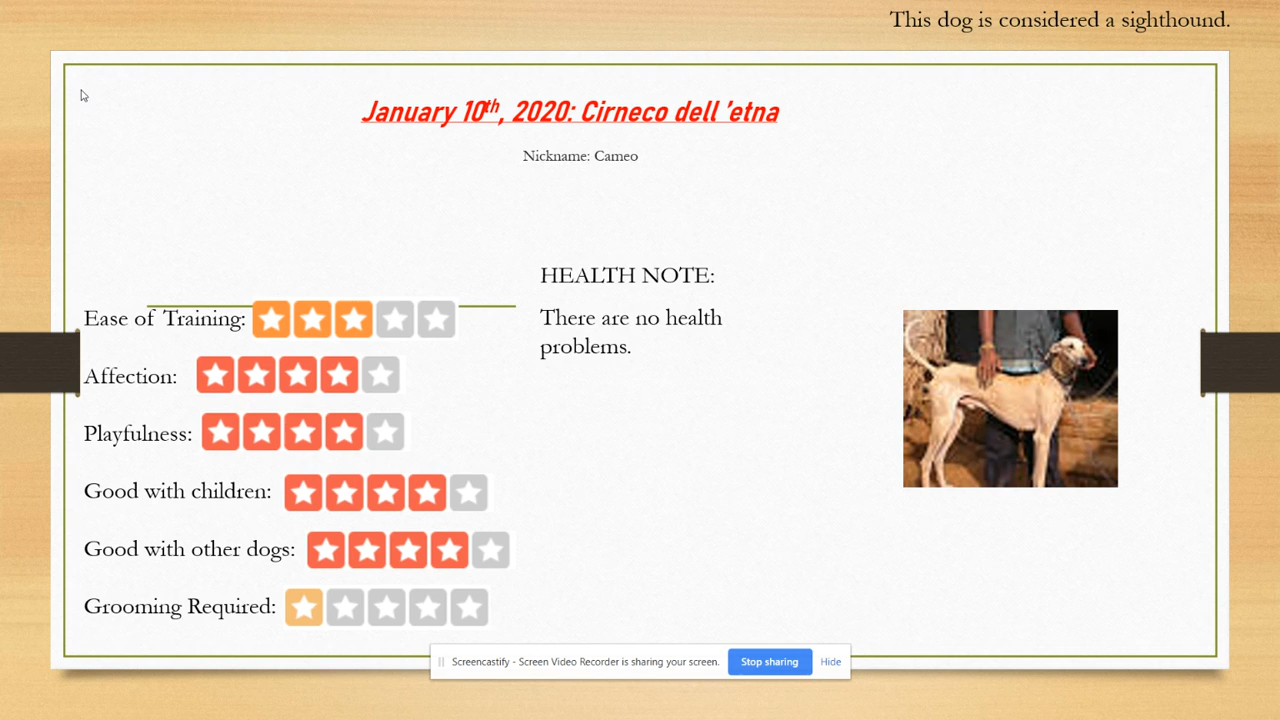 This dog is considered a sighthound.
January 10th, 2020: Cirneco dell 'etna
Nickname: Cameo
HEALTH NOTE:
There are no health
problems.
Ease of Training:
Affection:
Playfulness:
Good with children:
Good with other dogs:
Grooming Required:
Screencastify - Screen Video Recorder is sharing your screen. Stop sharing Hide